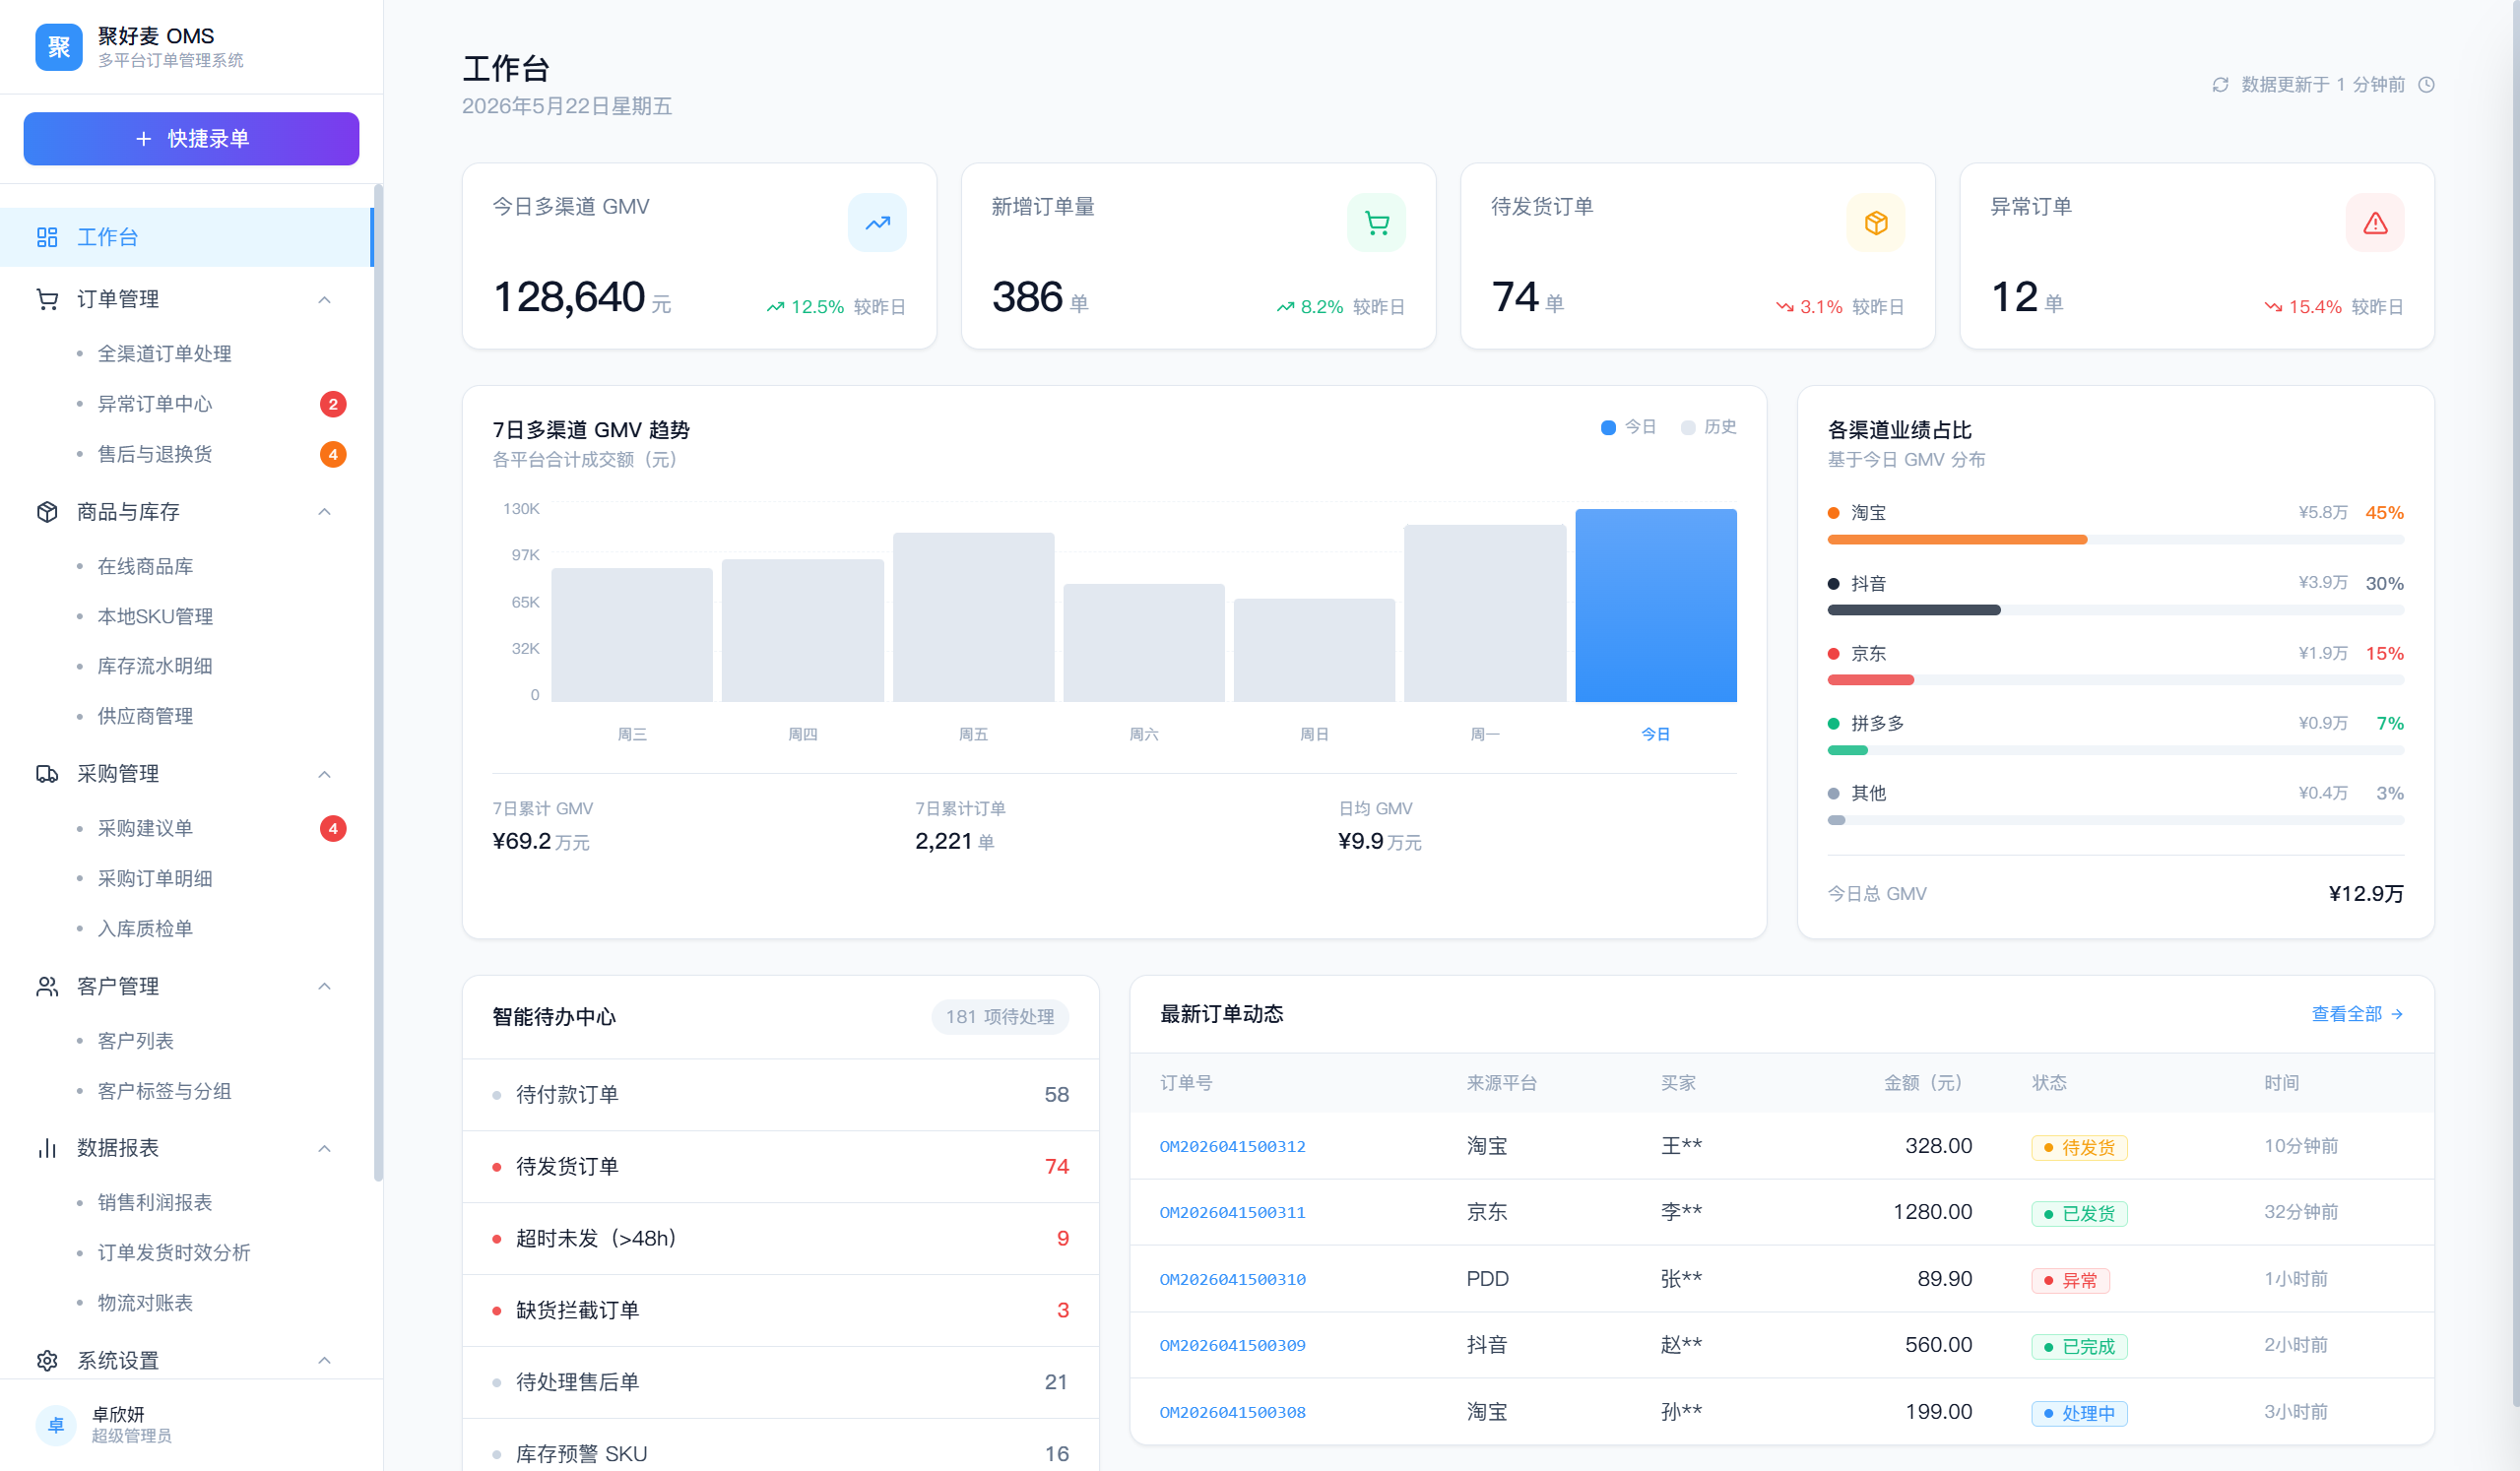 聚
聚好麦 OMS
多平台订单管理系统
快捷录单
工作台
订单管理
全渠道订单处理
异常订单中心
2
售后与退换货
4
商品与库存
在线商品库
本地SKU管理
库存流水明细
供应商管理
采购管理
采购建议单
4
采购订单明细
入库质检单
客户管理
客户列表
客户标签与分组
数据报表
销售利润报表
订单发货时效分析
物流对账表
系统设置
卓
卓欣妍
超级管理员
工作台
2026年5月22日星期五
数据更新于 1 分钟前
今日多渠道 GMV
128,640 元
12.5% 较昨日
新增订单量
386 单
8.2% 较昨日
待发货订单
74 单
3.1% 较昨日
异常订单
12 单
15.4% 较昨日
7日多渠道 GMV 趋势
今日 历史
各平台合计成交额（元）
130K
97K
65K
32K
0
周三 周四 周五 周六 周日 周一 今日
7日累计 GMV
¥69.2 万元
7日累计订单
2,221 单
日均 GMV
¥9.9 万元
各渠道业绩占比
基于今日 GMV 分布
淘宝 ¥5.8万 45%
抖音 ¥3.9万 30%
京东 ¥1.9万 15%
拼多多 ¥0.9万 7%
其他 ¥0.4万 3%
今日总 GMV ¥12.9万
智能待办中心 181 项待处理
待付款订单 58
待发货订单 74
超时未发（>48h） 9
缺货拦截订单 3
待处理售后单 21
库存预警 SKU 16
最新订单动态 查看全部
订单号 来源平台 买家 金额（元） 状态 时间
OM2026041500312 淘宝 王** 328.00 待发货 10分钟前
OM2026041500311 京东 李** 1280.00 已发货 32分钟前
OM2026041500310 PDD 张** 89.90 异常 1小时前
OM2026041500309 抖音 赵** 560.00 已完成 2小时前
OM2026041500308 淘宝 孙** 199.00 处理中 3小时前